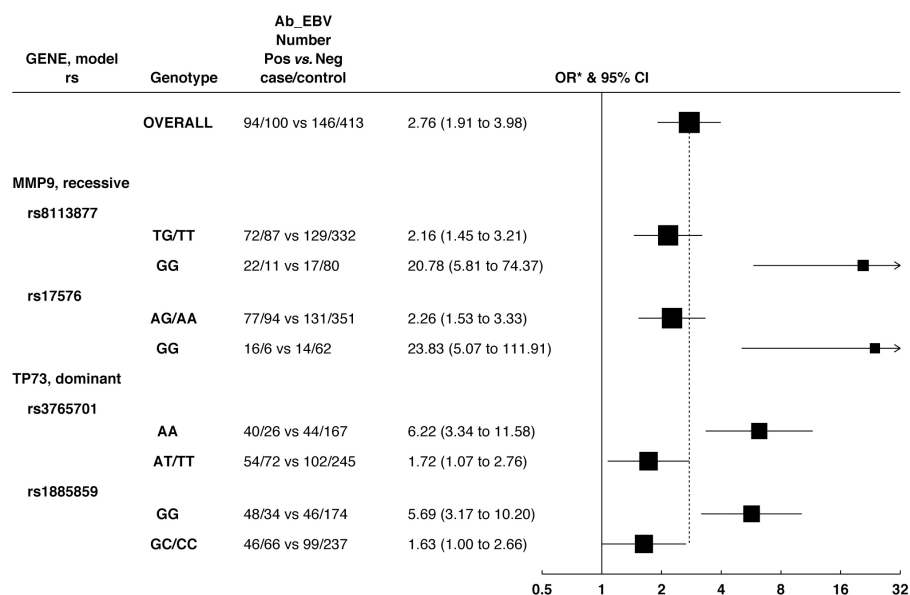 Ab_EBV
Number
GENE, model Pos vs. Neg
rs Genotype case/control OR* & 95% CI
OVERALL 94/100 vs 146/413 2.76 (1.91 to 3.98)
MMP9, recessive
rs8113877
TG/TT 72/87 vs 129/332 2.16 (1.45 to 3.21)
GG 22/11 vs 17/80 20.78 (5.81 to 74.37)
rs17576
AG/AA 77/94 vs 131/351 2.26 (1.53 to 3.33)
GG 16/6 vs 14/62 23.83 (5.07 to 111.91)
TP73, dominant
rs3765701
AA 40/26 vs 44/167 6.22 (3.34 to 11.58)
AT/TT 54/72 vs 102/245 1.72 (1.07 to 2.76)
rs1885859
GG 48/34 vs 46/174 5.69 (3.17 to 10.20)
GC/CC 46/66 vs 99/237 1.63 (1.00 to 2.66)
0.5 1 2 4 8 16 32